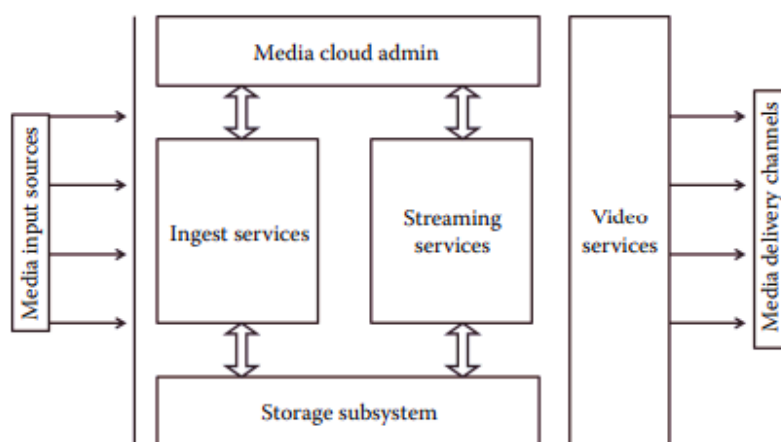 Media cloud admin
Media input sources
Ingest services
Streaming
services
Video
services
Media delivery channels
Storage subsystem